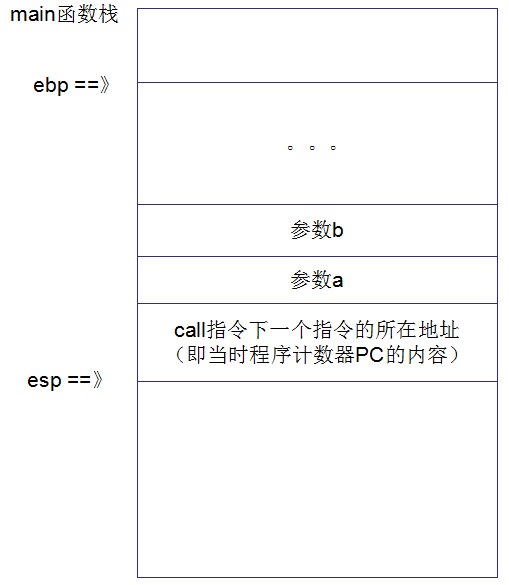 main函数栈
ebp ==》
。。。
参数b
参数a
call指令下一个指令的所在地址
（即当时程序计数器PC的内容）
esp ==》